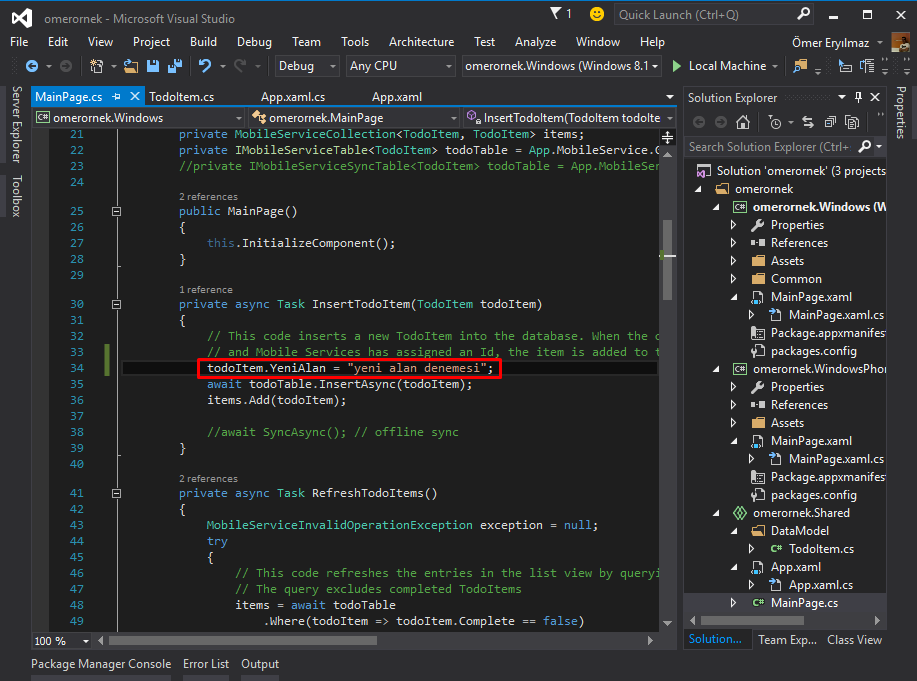 omerornek - Microsoft Visual Studio
1
Quick Launch (Ctrl+Q)
File Edit View Project Build Debug Team Tools Architecture Test Analyze Window Help
Ömer Eryılmaz
Debug Any CPU omerornek.Windows (Windows 8.1) Local Machine
Server Explorer
Toolbox
MainPage.cs TodoItem.cs App.xaml.cs App.xaml
C# omerornek.Windows omerornek.MainPage InsertTodoItem(TodoItem todoIte
21 private MobileServiceCollection<TodoItem, TodoItem> items;
22 private IMobileServiceTable<TodoItem> todoTable = App.MobileService.G
23 //private IMobileServiceSyncTable<TodoItem> todoTable = App.MobileSer
24
2 references
25 public MainPage()
26 {
27 this.InitializeComponent();
28 }
29
1 reference
30 private async Task InsertTodoItem(TodoItem todoItem)
31 {
32 // This code inserts a new TodoItem into the database. When the
33 // and Mobile Services has assigned an Id, the item is added to t
34 todoItem.YeniAlan = "yeni alan denemesi";
35 await todoTable.InsertAsync(todoItem);
36 items.Add(todoItem);
37
38 //await SyncAsync(); // offline sync
39 }
40
2 references
41 private async Task RefreshTodoItems()
42 {
43 MobileServiceInvalidOperationException exception = null;
44 try
45 {
46 // This code refreshes the entries in the list view by queryi
47 // The query excludes completed TodoItems
48 items = await todoTable
49 .Where(todoItem => todoItem.Complete == false)
100 %
Package Manager Console Error List Output
Solution Explorer
Search Solution Explorer (Ctrl+
Solution 'omerornek' (3 projects
omerornek
C# omerornek.Windows (W
Properties
References
Assets
Common
MainPage.xaml
MainPage.xaml.cs
Package.appxmanifes
packages.config
C# omerornek.WindowsPho
Properties
References
Assets
MainPage.xaml
MainPage.xaml.cs
Package.appxmanifes
packages.config
omerornek.Shared
DataModel
C# TodoItem.cs
App.xaml
App.xaml.cs
C# MainPage.cs
Solution... Team Exp... Class View
Properties